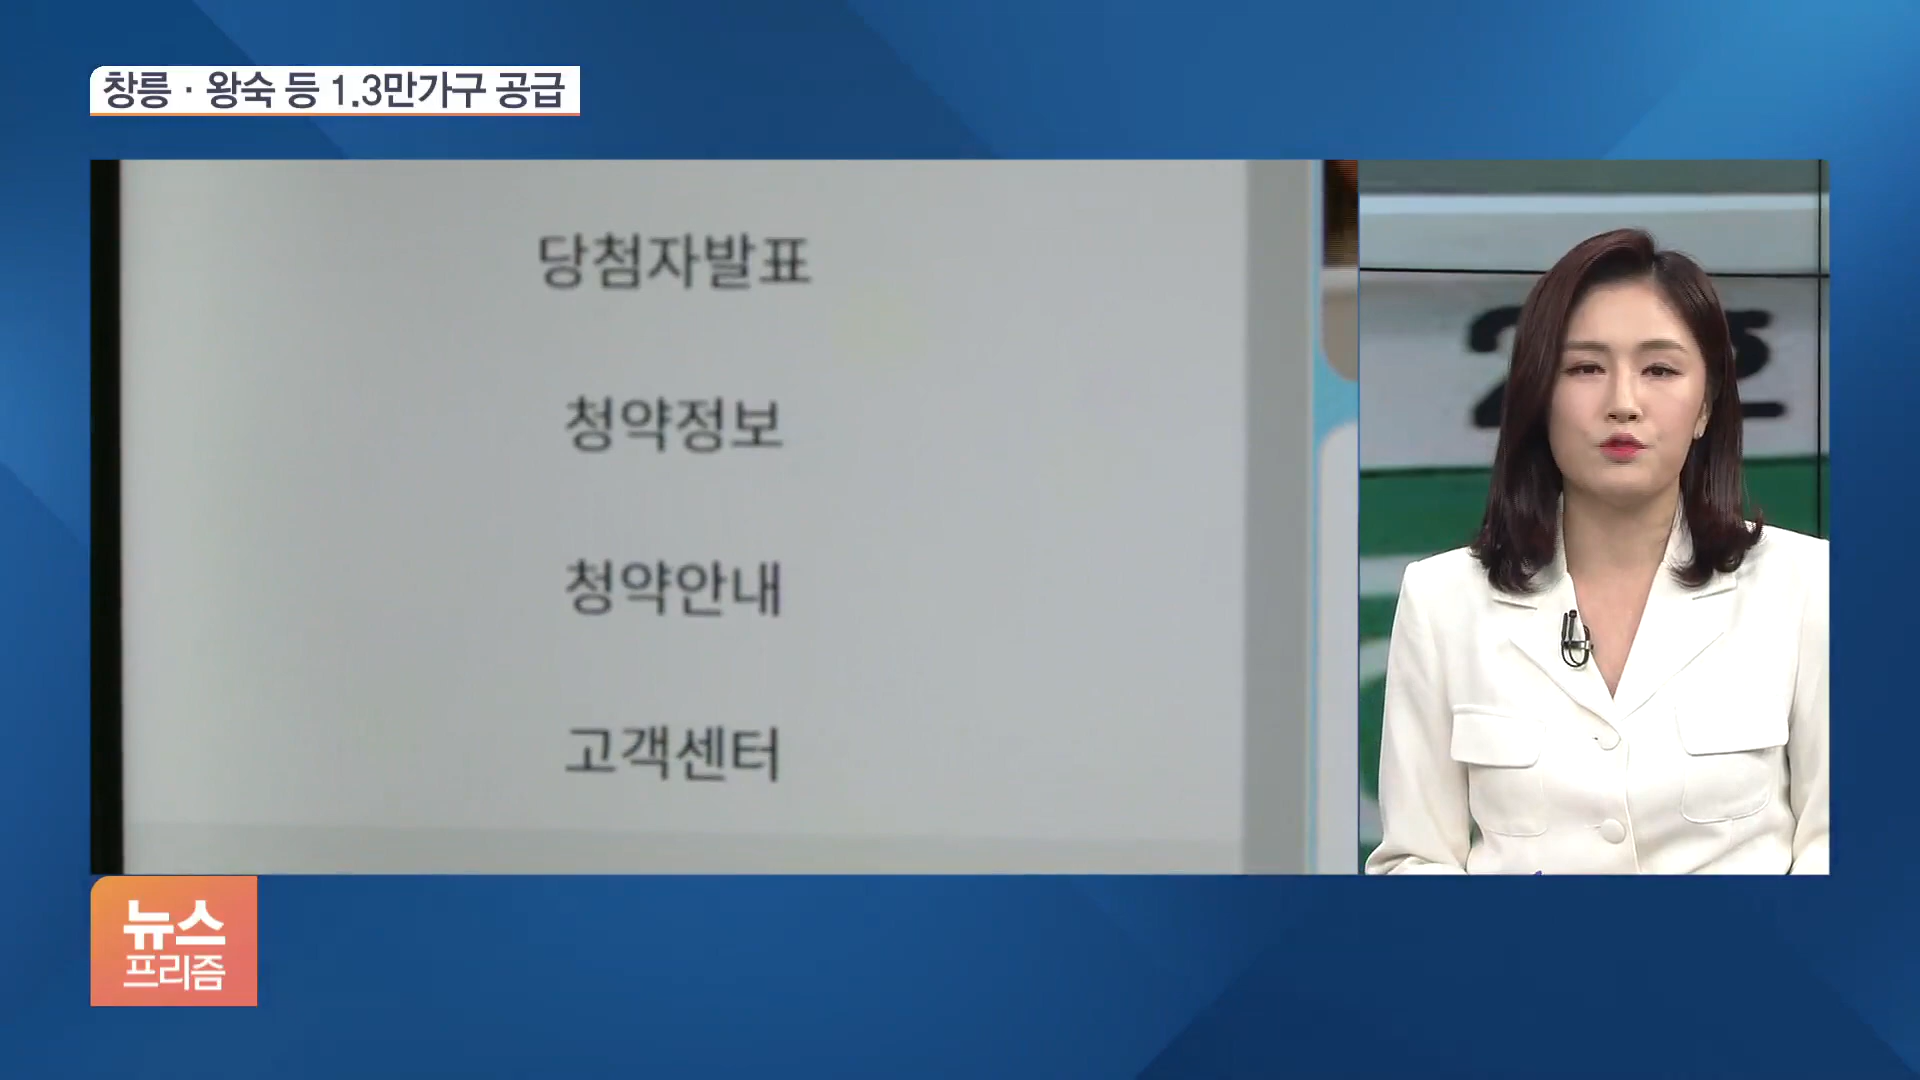 창릉·왕숙 등 1.3만가구 공급
당첨자발표
청약정보
청약안내
고객센터
뉴스
프리즘